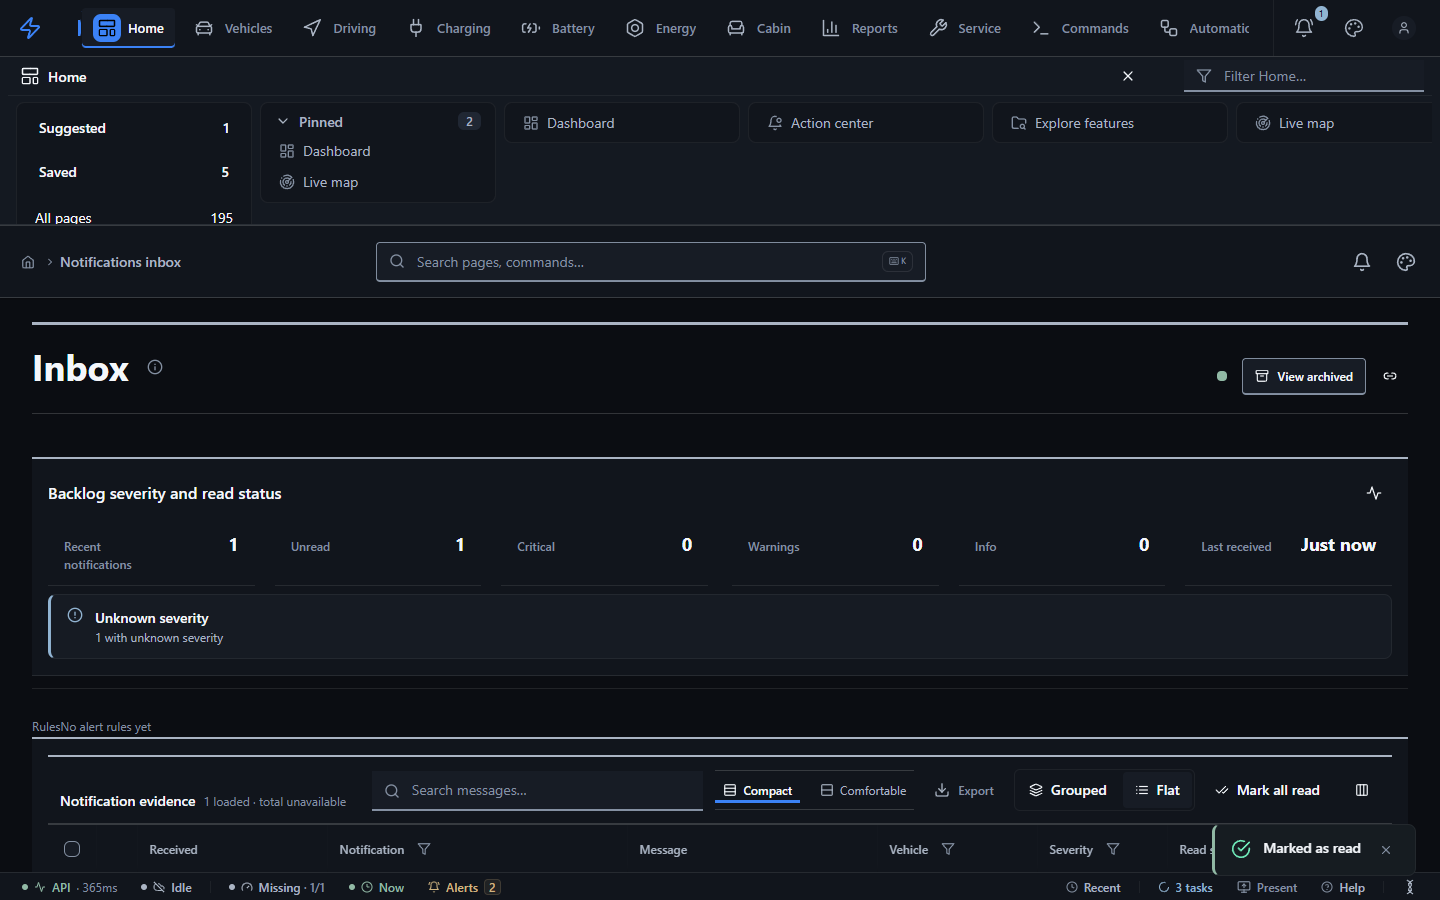 Home
Vehicles
Driving
Charging
Battery
Energy
Cabin
Reports
Service
Commands
Automatic
1
Home
Filter Home...
Suggested 1
Saved 5
All pages 195
Pinned 2
Dashboard
Live map
Dashboard
Action center
Explore features
Live map
Notifications inbox
Search pages, commands...
K
Inbox
View archived
Backlog severity and read status
Recent notifications 1
Unread 1
Critical 0
Warnings 0
Info 0
Last received Just now
Unknown severity
1 with unknown severity
RulesNo alert rules yet
Notification evidence 1 loaded · total unavailable
Search messages...
Compact
Comfortable
Export
Grouped
Flat
Mark all read
Received
Notification
Message
Vehicle
Severity
Read s
Marked as read
API · 365ms
Idle
Missing · 1/1
Now
Alerts 2
Recent
3 tasks
Present
Help